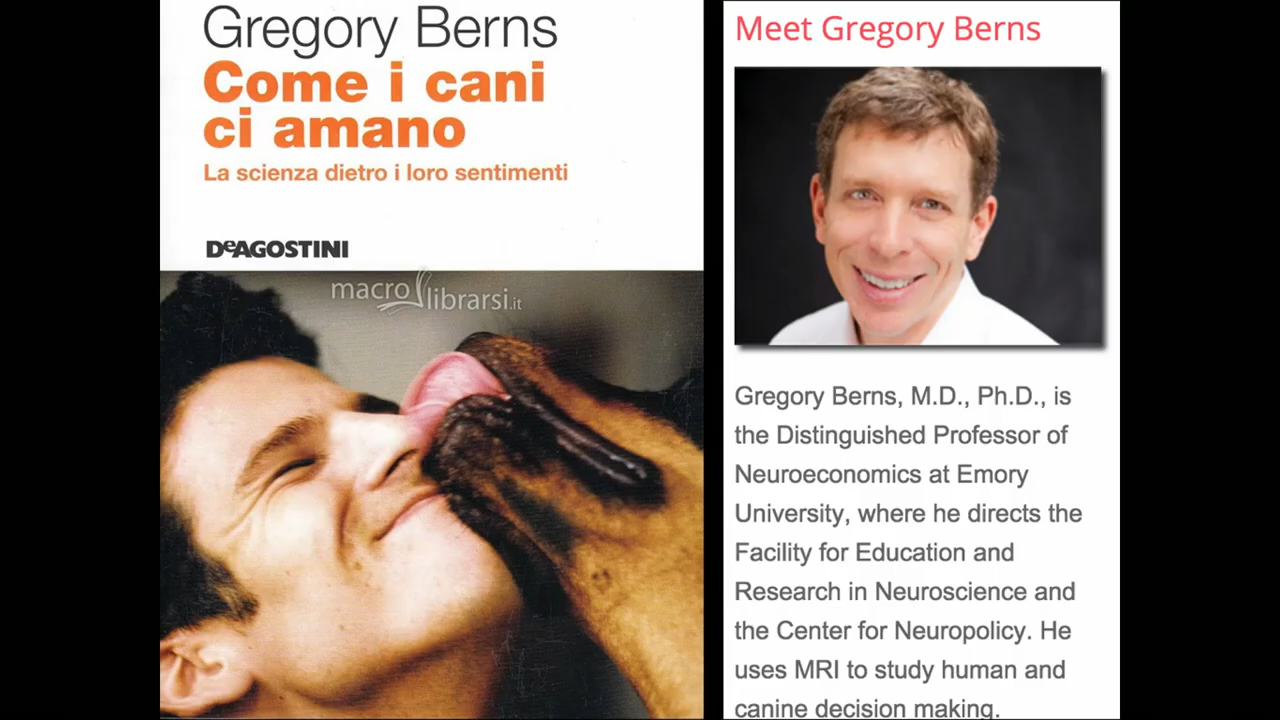 Gregory Berns
Come i cani
ci amano
La scienza dietro i loro sentimenti
DeAGOSTINI
macrolibrarsi.it
Meet Gregory Berns
Gregory Berns, M.D., Ph.D., is
the Distinguished Professor of
Neuroeconomics at Emory
University, where he directs the
Facility for Education and
Research in Neuroscience and
the Center for Neuropolicy. He
uses MRI to study human and
canine decision making.